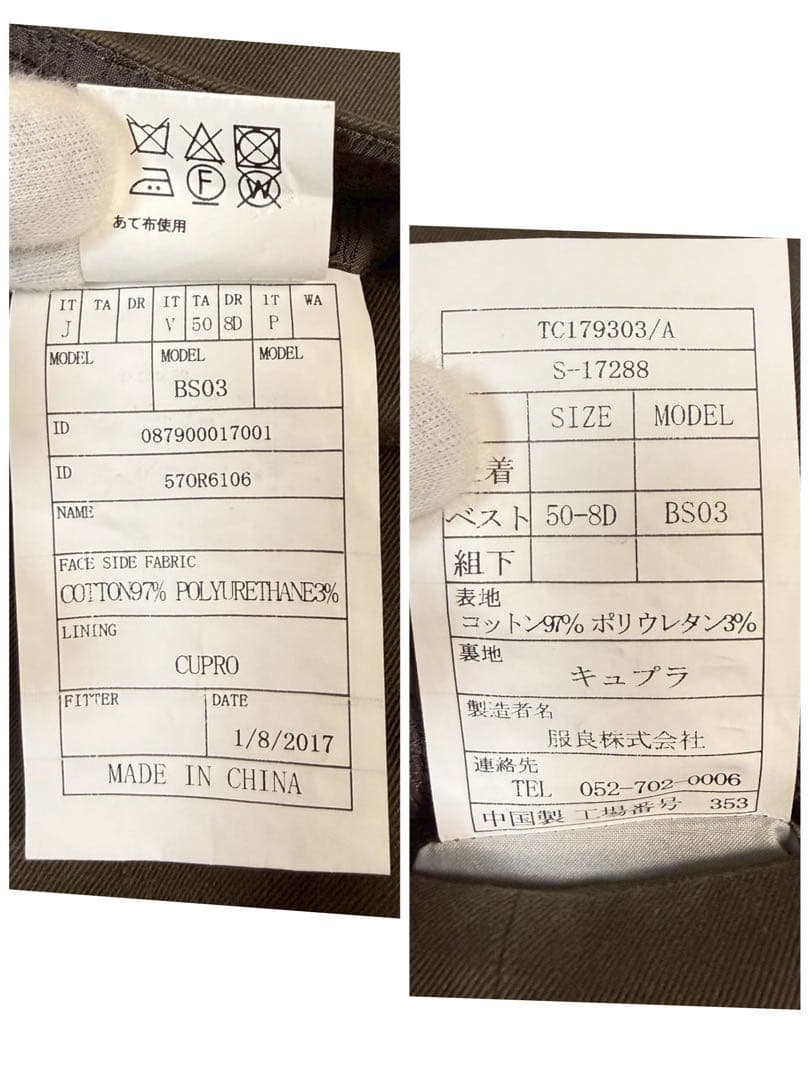 F
W
あて布使用
IT TA DR IT TA DR IT WA
J V 50 8D P
MODEL MODEL MODEL
BS03
ID 087900017001
ID 570R6106
NAME
FACE SIDE FABRIC
COTTON97% POLYURETHANE3%
LINING
CUPRO
FITTER DATE
1/8/2017
MADE IN CHINA
TC179303/A
S-17288
SIZE MODEL
着
ベスト 50-8D BS03
組下
表地
コットン97% ポリウレタン3%
裏地
キュプラ
製造者名
服良株式会社
連絡先
TEL 052-702-0006
中国製 工場番号 353